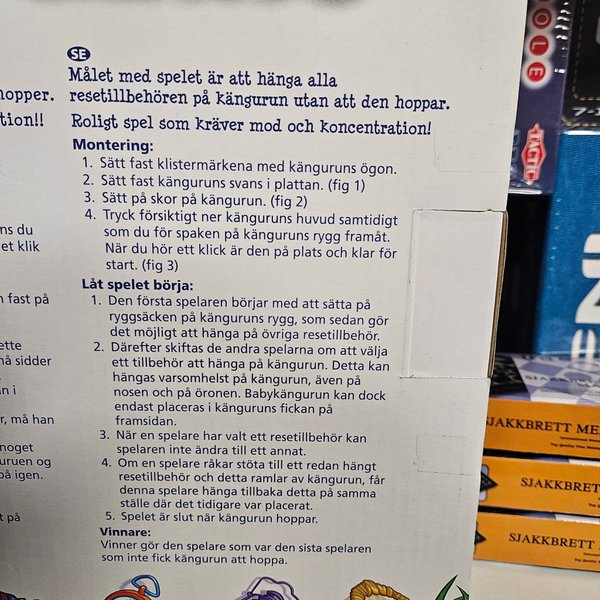 hopper.
tion!!
ns du
et klik
n fast på
ette
må sidder
n i
r, må han
noget
guruen og
på igen.
t på
SE
Målet med spelet är att hänga alla
resetillbehören på kängurun utan att den hoppar.
Roligt spel som kräver mod och koncentration!
Montering:
1. Sätt fast klistermärkena med känguruns ögon.
2. Sätt fast känguruns svans i plattan. (fig 1)
3. Sätt på skor på kängurun. (fig 2)
4. Tryck försiktigt ner känguruns huvud samtidigt
som du för spaken på känguruns rygg framåt.
När du hör ett klick är den på plats och klar för
start. (fig 3)
Låt spelet börja:
1. Den första spelaren börjar med att sätta på
ryggsäcken på känguruns rygg, som sedan gör
det möjligt att hänga på övriga resetillbehör.
2. Därefter skiftas de andra spelarna om att välja
ett tillbehör att hänga på kängurun. Detta kan
hängas varsomhelst på kängurun, även på
nosen och på öronen. Babykängurun kan dock
endast placeras i känguruns fickan på
framsidan.
3. När en spelare har valt ett resetillbehör kan
spelaren inte ändra till ett annat.
4. Om en spelare råkar stöta till ett redan hängt
resetillbehör och detta ramlar av kängurun, får
denna spelare hänga tillbaka detta på samma
ställe där det tidigare var placerat.
5. Spelet är slut när kängurun hoppar.
Vinnare:
Vinner gör den spelare som var den sista spelaren
som inte fick kängurun att hoppa.
OLE
TACTIC
SJAKKBRETT ME
SJAKKBRET
SJAKKBRETT